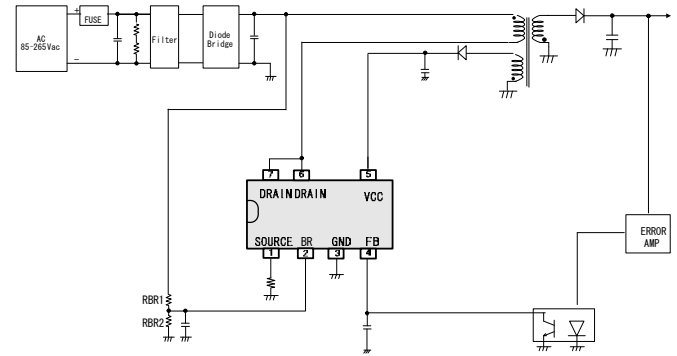 AC
85-265Vac
+
−
FUSE
Filter
Diode
Bridge
7
6
5
DRAIN DRAIN
VCC
SOURCE BR GND FB
1
2
3
4
RBR1
RBR2
ERROR
AMP